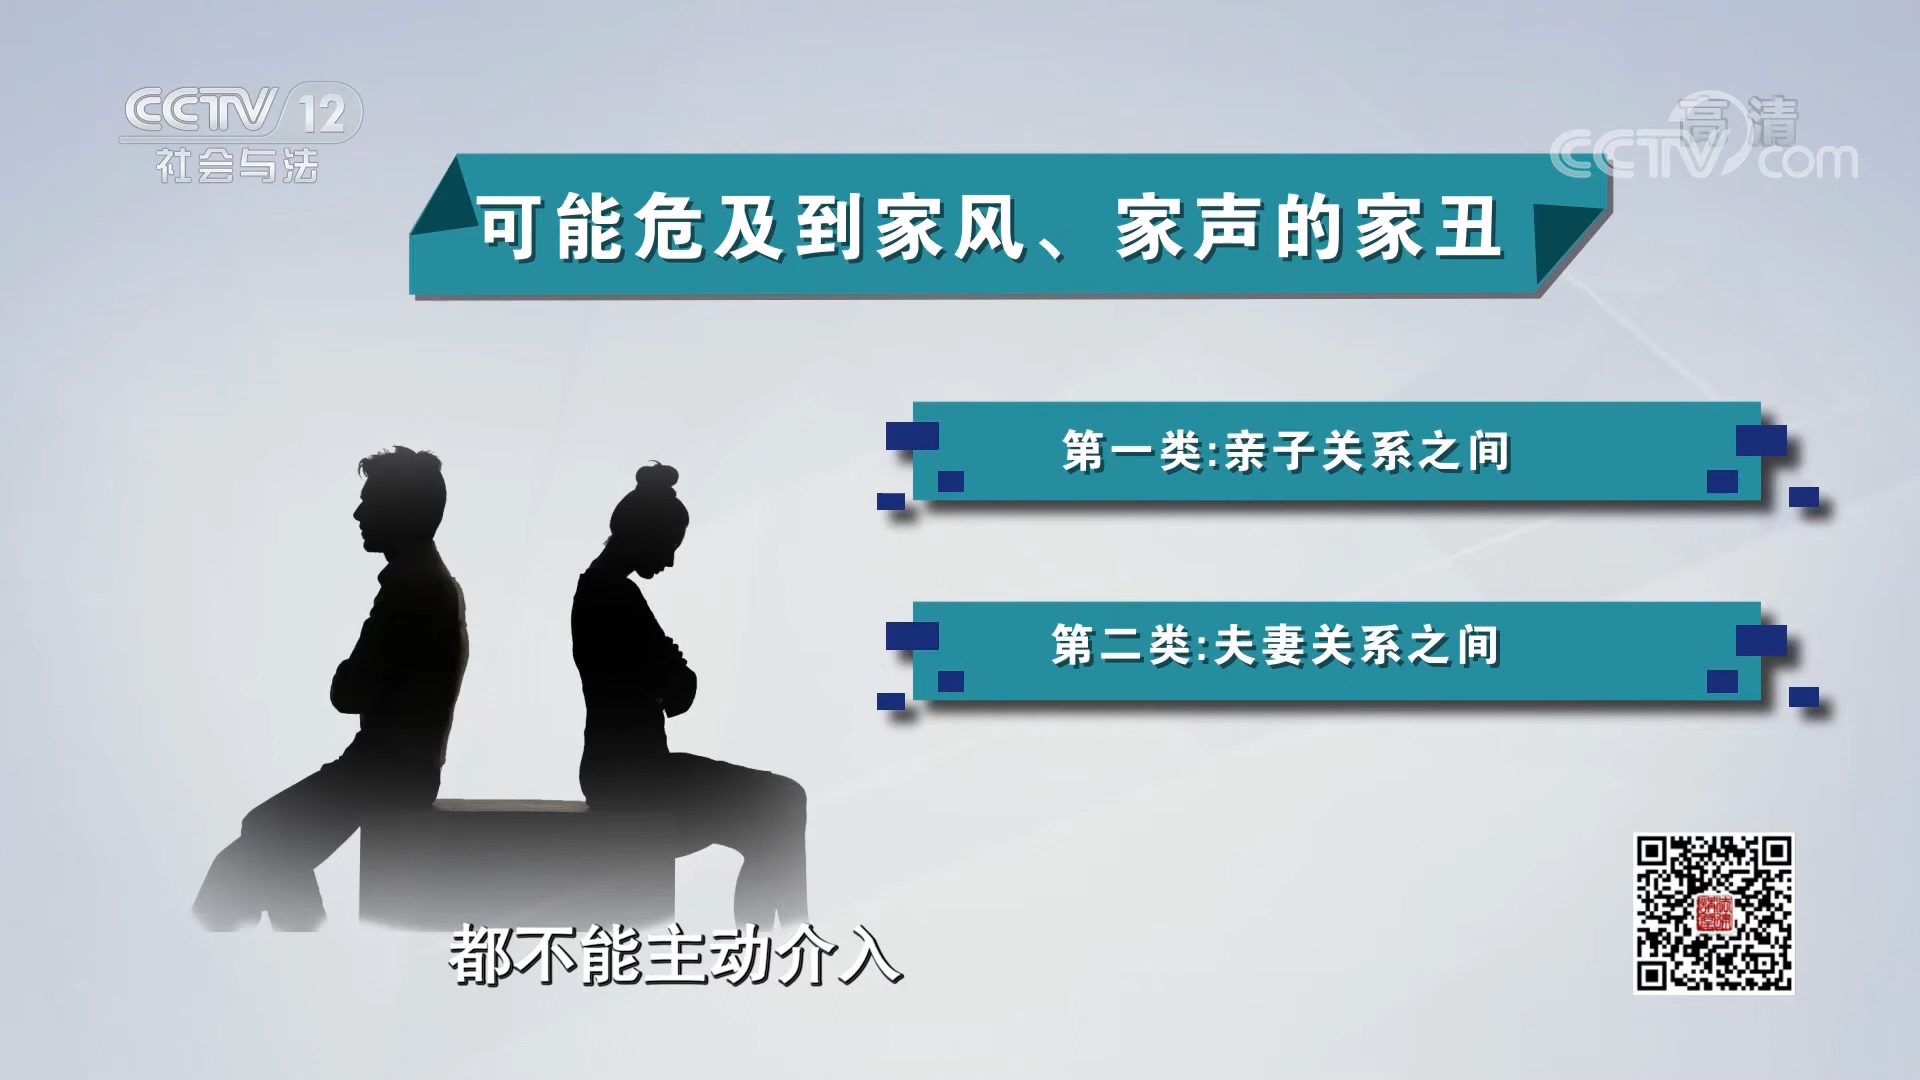 CCTV 12
社会与法
高清
CCTV.com
可能危及到家风、家声的家丑
第一类:亲子关系之间
第二类:夫妻关系之间
都不能主动介入